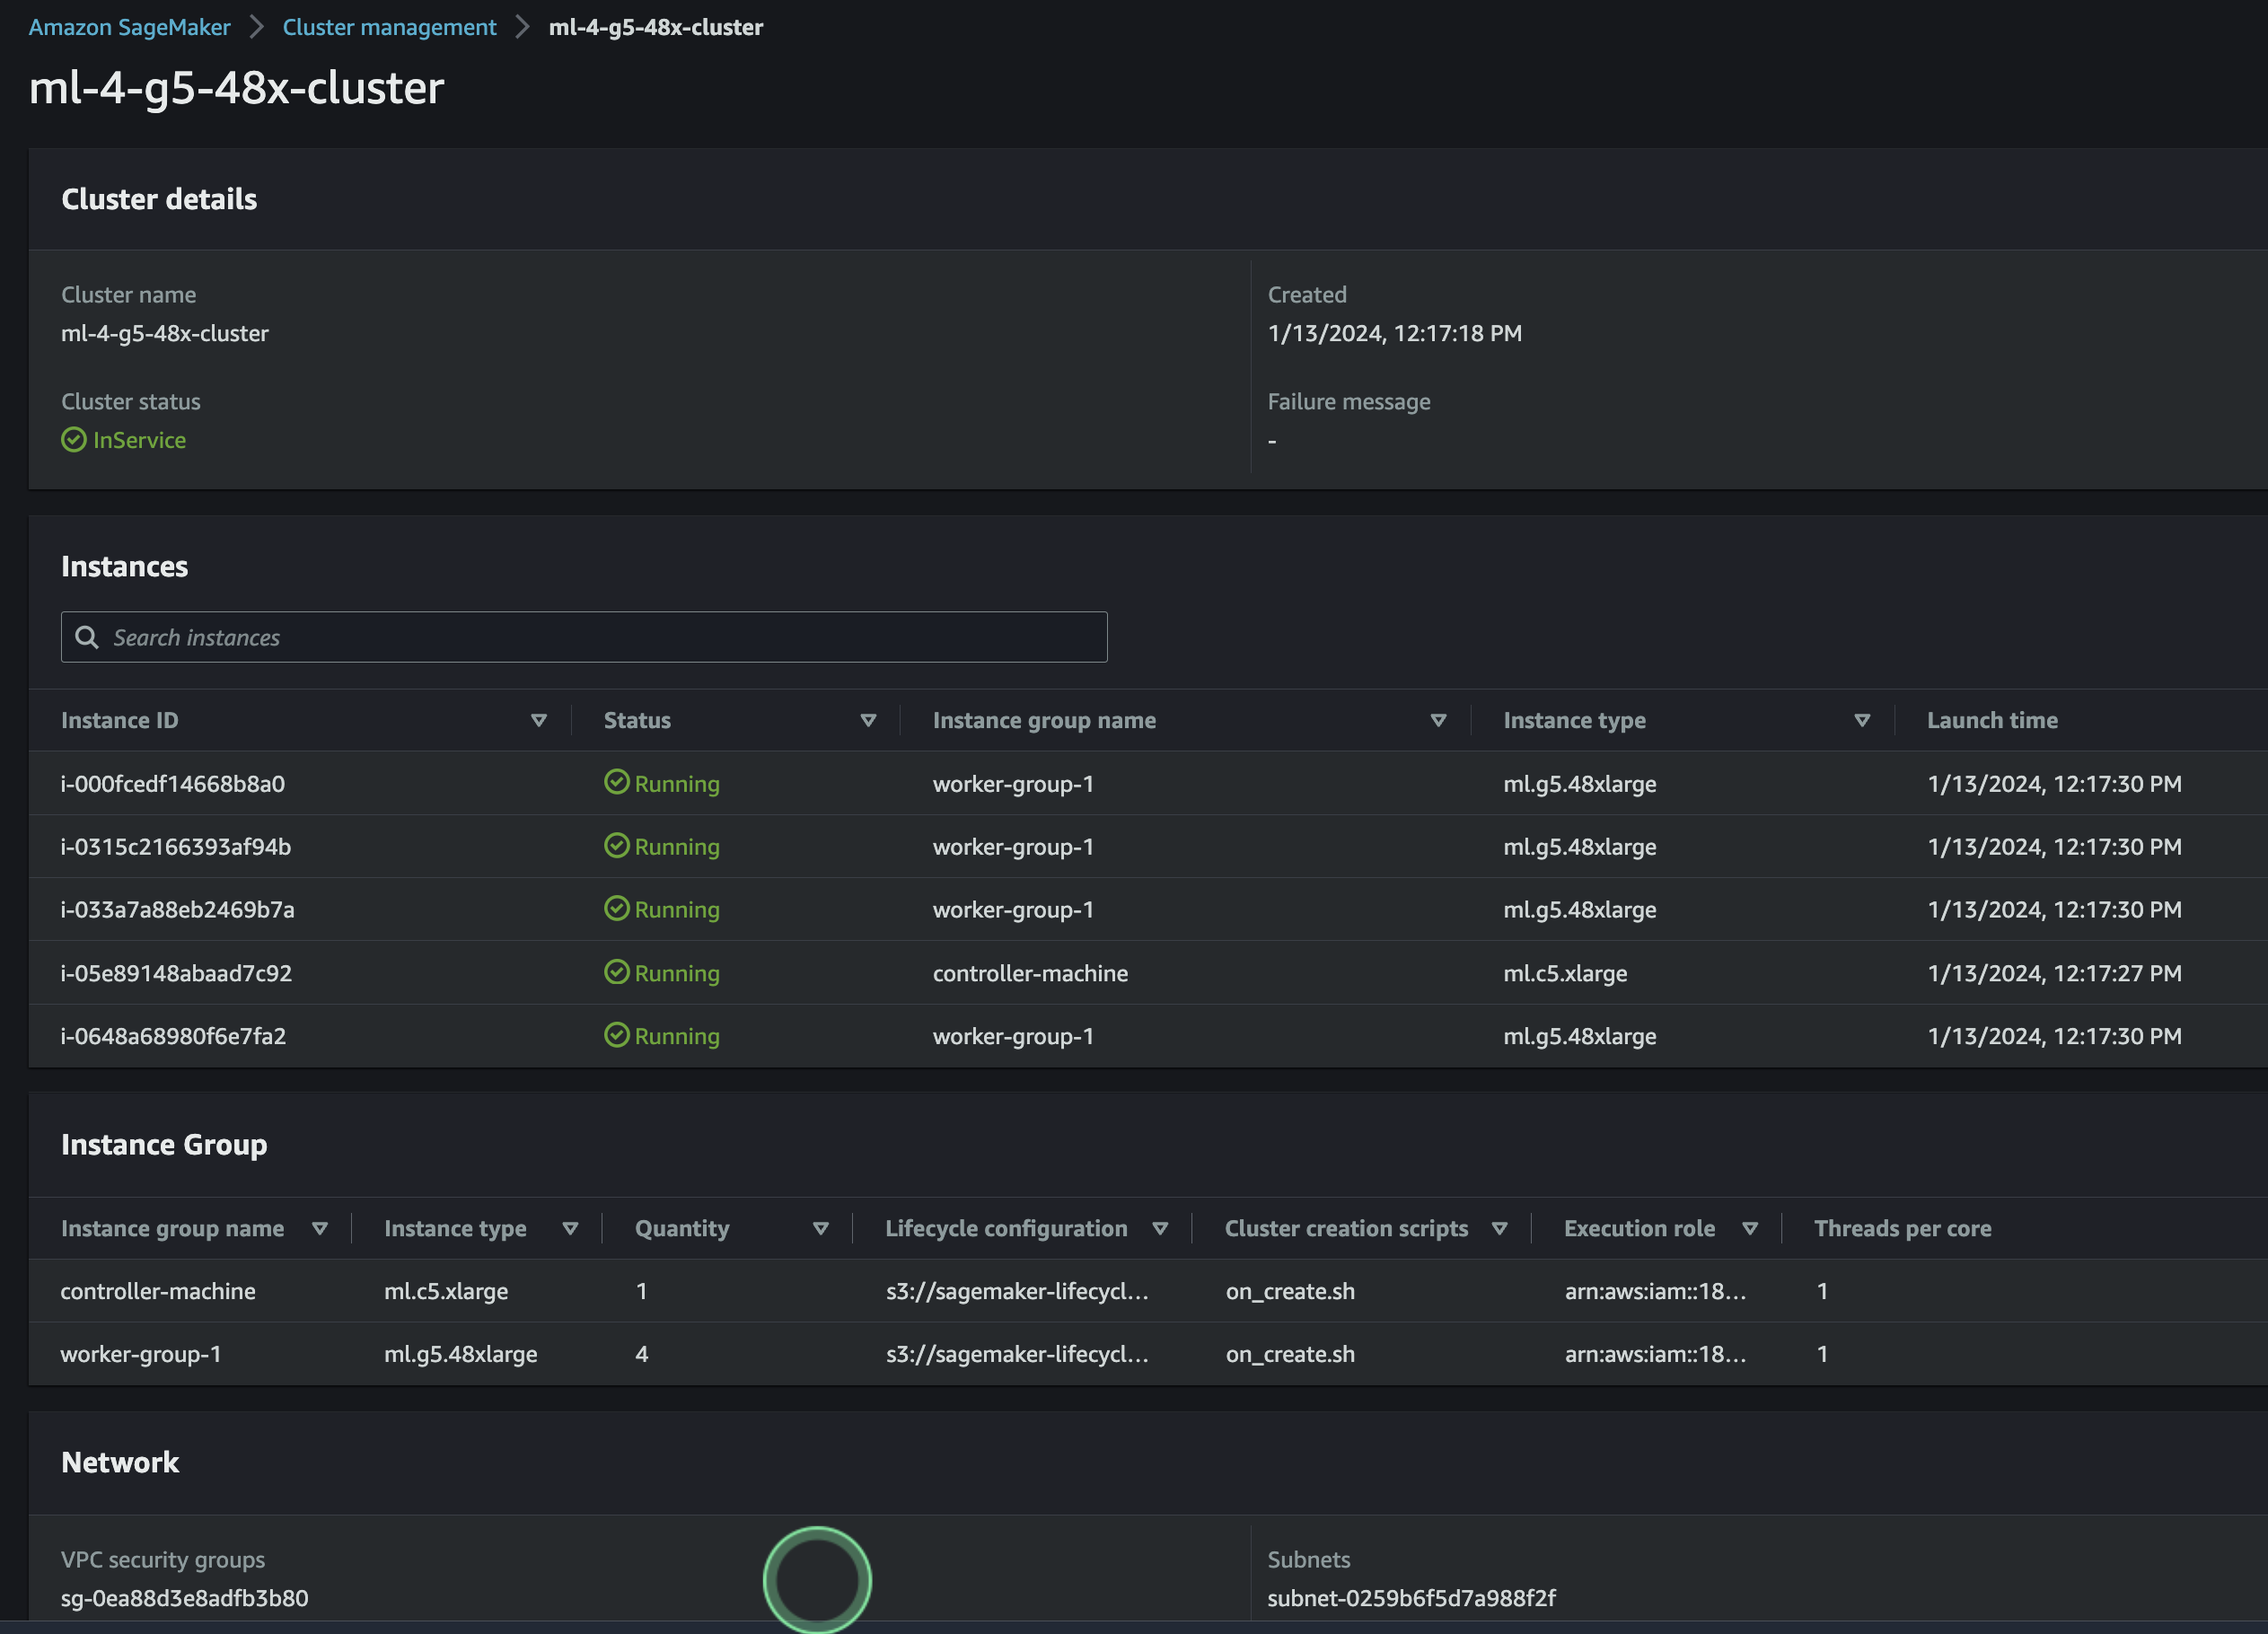 Amazon SageMaker > Cluster management > ml-4-g5-48x-cluster
ml-4-g5-48x-cluster
Cluster details
Cluster name Created
ml-4-g5-48x-cluster 1/13/2024, 12:17:18 PM
Cluster status Failure message
InService -
Instances
Search instances
Instance ID Status Instance group name Instance type Launch time
i-000fcedf14668b8a0 Running worker-group-1 ml.g5.48xlarge 1/13/2024, 12:17:30 PM
i-0315c2166393af94b Running worker-group-1 ml.g5.48xlarge 1/13/2024, 12:17:30 PM
i-033a7a88eb2469b7a Running worker-group-1 ml.g5.48xlarge 1/13/2024, 12:17:30 PM
i-05e89148abaad7c92 Running controller-machine ml.c5.xlarge 1/13/2024, 12:17:27 PM
i-0648a68980f6e7fa2 Running worker-group-1 ml.g5.48xlarge 1/13/2024, 12:17:30 PM
Instance Group
Instance group name Instance type Quantity Lifecycle configuration Cluster creation scripts Execution role Threads per core
controller-machine ml.c5.xlarge 1 s3://sagemaker-lifecycl... on_create.sh arn:aws:iam::18... 1
worker-group-1 ml.g5.48xlarge 4 s3://sagemaker-lifecycl... on_create.sh arn:aws:iam::18... 1
Network
VPC security groups Subnets
sg-0ea88d3e8adfb3b80 subnet-0259b6f5d7a988f2f